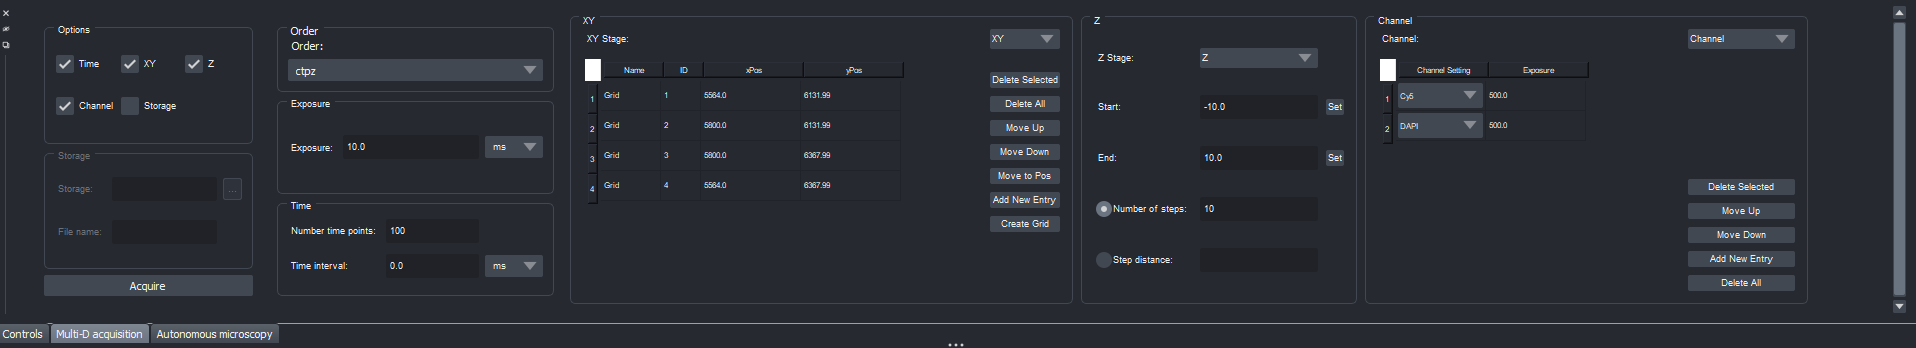 Options
Time XY Z
Channel Storage
Storage
Storage: ...
File name:
Acquire
Order
Order:
ctpz
Exposure
Exposure: 10.0 ms
Time
Number time points: 100
Time interval: 0.0 ms
XY
XY Stage: XY
Name ID xPos yPos
1 Grid 1 5564.0 6131.99
2 Grid 2 5800.0 6131.99
3 Grid 3 5800.0 6367.99
4 Grid 4 5564.0 6367.99
Delete Selected
Delete All
Move Up
Move Down
Move to Pos
Add New Entry
Create Grid
Z
Z Stage: Z
Start: -10.0 Set
End: 10.0 Set
Number of steps: 10
Step distance:
Channel
Channel: Channel
Channel Setting Exposure
1 Cy5 500.0
2 DAPI 500.0
Delete Selected
Move Up
Move Down
Add New Entry
Delete All
Controls Multi-D acquisition Autonomous microscopy